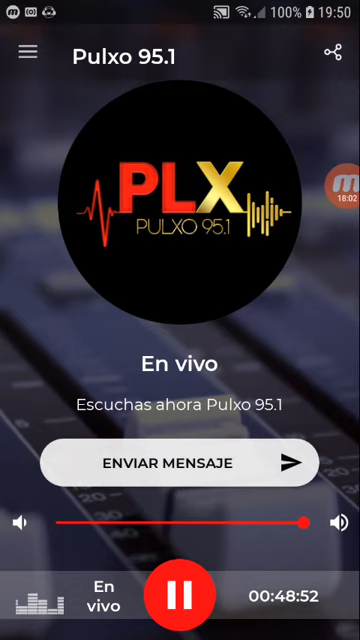 100% 19:50
Pulxo 95.1
PLX
PULXO 95.1
18:02
En vivo
Escuchas ahora Pulxo 95.1
ENVIAR MENSAJE
En
vivo
00:48:52